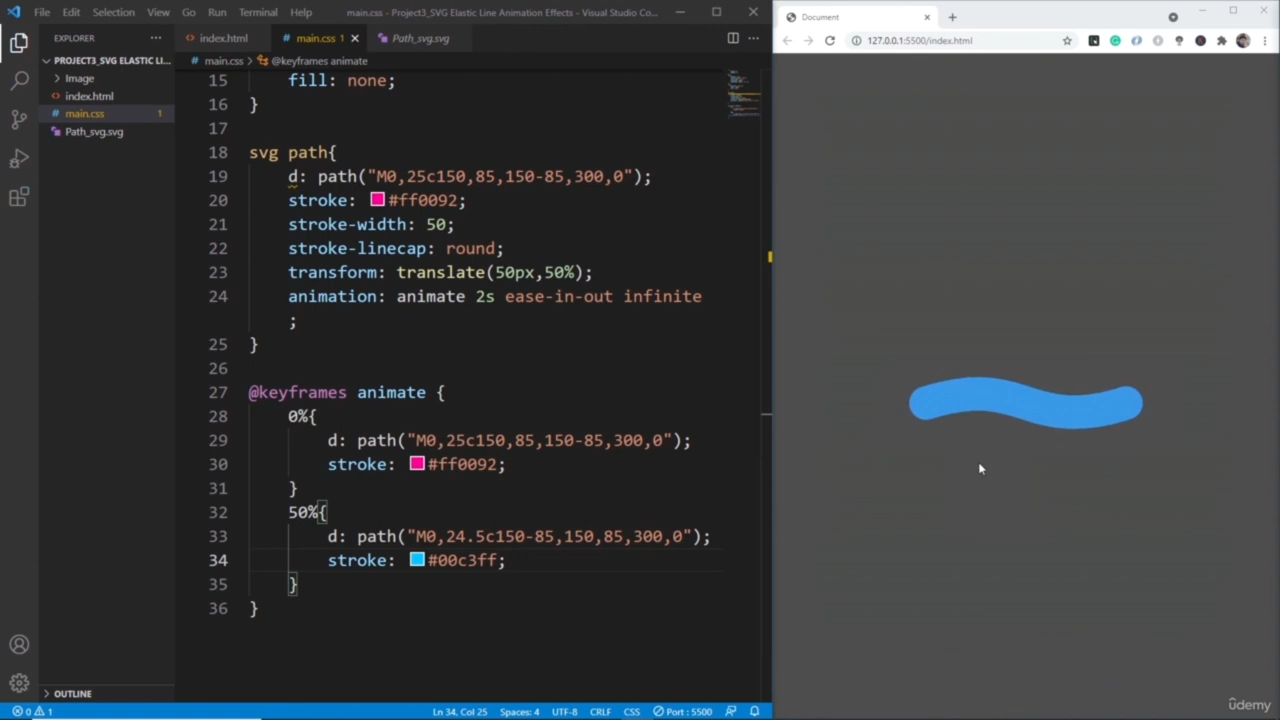 File Edit Selection View Go Run Terminal Help main.css - Project3_SVG Elastic Line Animation Effects - Visual Studio Co...
Document
127.0.0.1:5500/index.html
EXPLORER
PROJECT3_SVG ELASTIC LI...
Image
index.html
main.css 1
Path_svg.svg
OUTLINE
index.html main.css 1 Path_svg.svg
main.css > @keyframes animate
15 fill: none;
16 }
17
18 svg path{
19 d: path("M0,25c150,85,150-85,300,0");
20 stroke: #ff0092;
21 stroke-width: 50;
22 stroke-linecap: round;
23 transform: translate(50px,50%);
24 animation: animate 2s ease-in-out infinite
;
25 }
26
27 @keyframes animate {
28 0%{
29 d: path("M0,25c150,85,150-85,300,0");
30 stroke: #ff0092;
31 }
32 50%{
33 d: path("M0,24.5c150-85,150,85,300,0");
34 stroke: #00c3ff;
35 }
36 }
0 1 Ln 34, Col 25 Spaces: 4 UTF-8 CRLF CSS Port : 5500
ûdemy